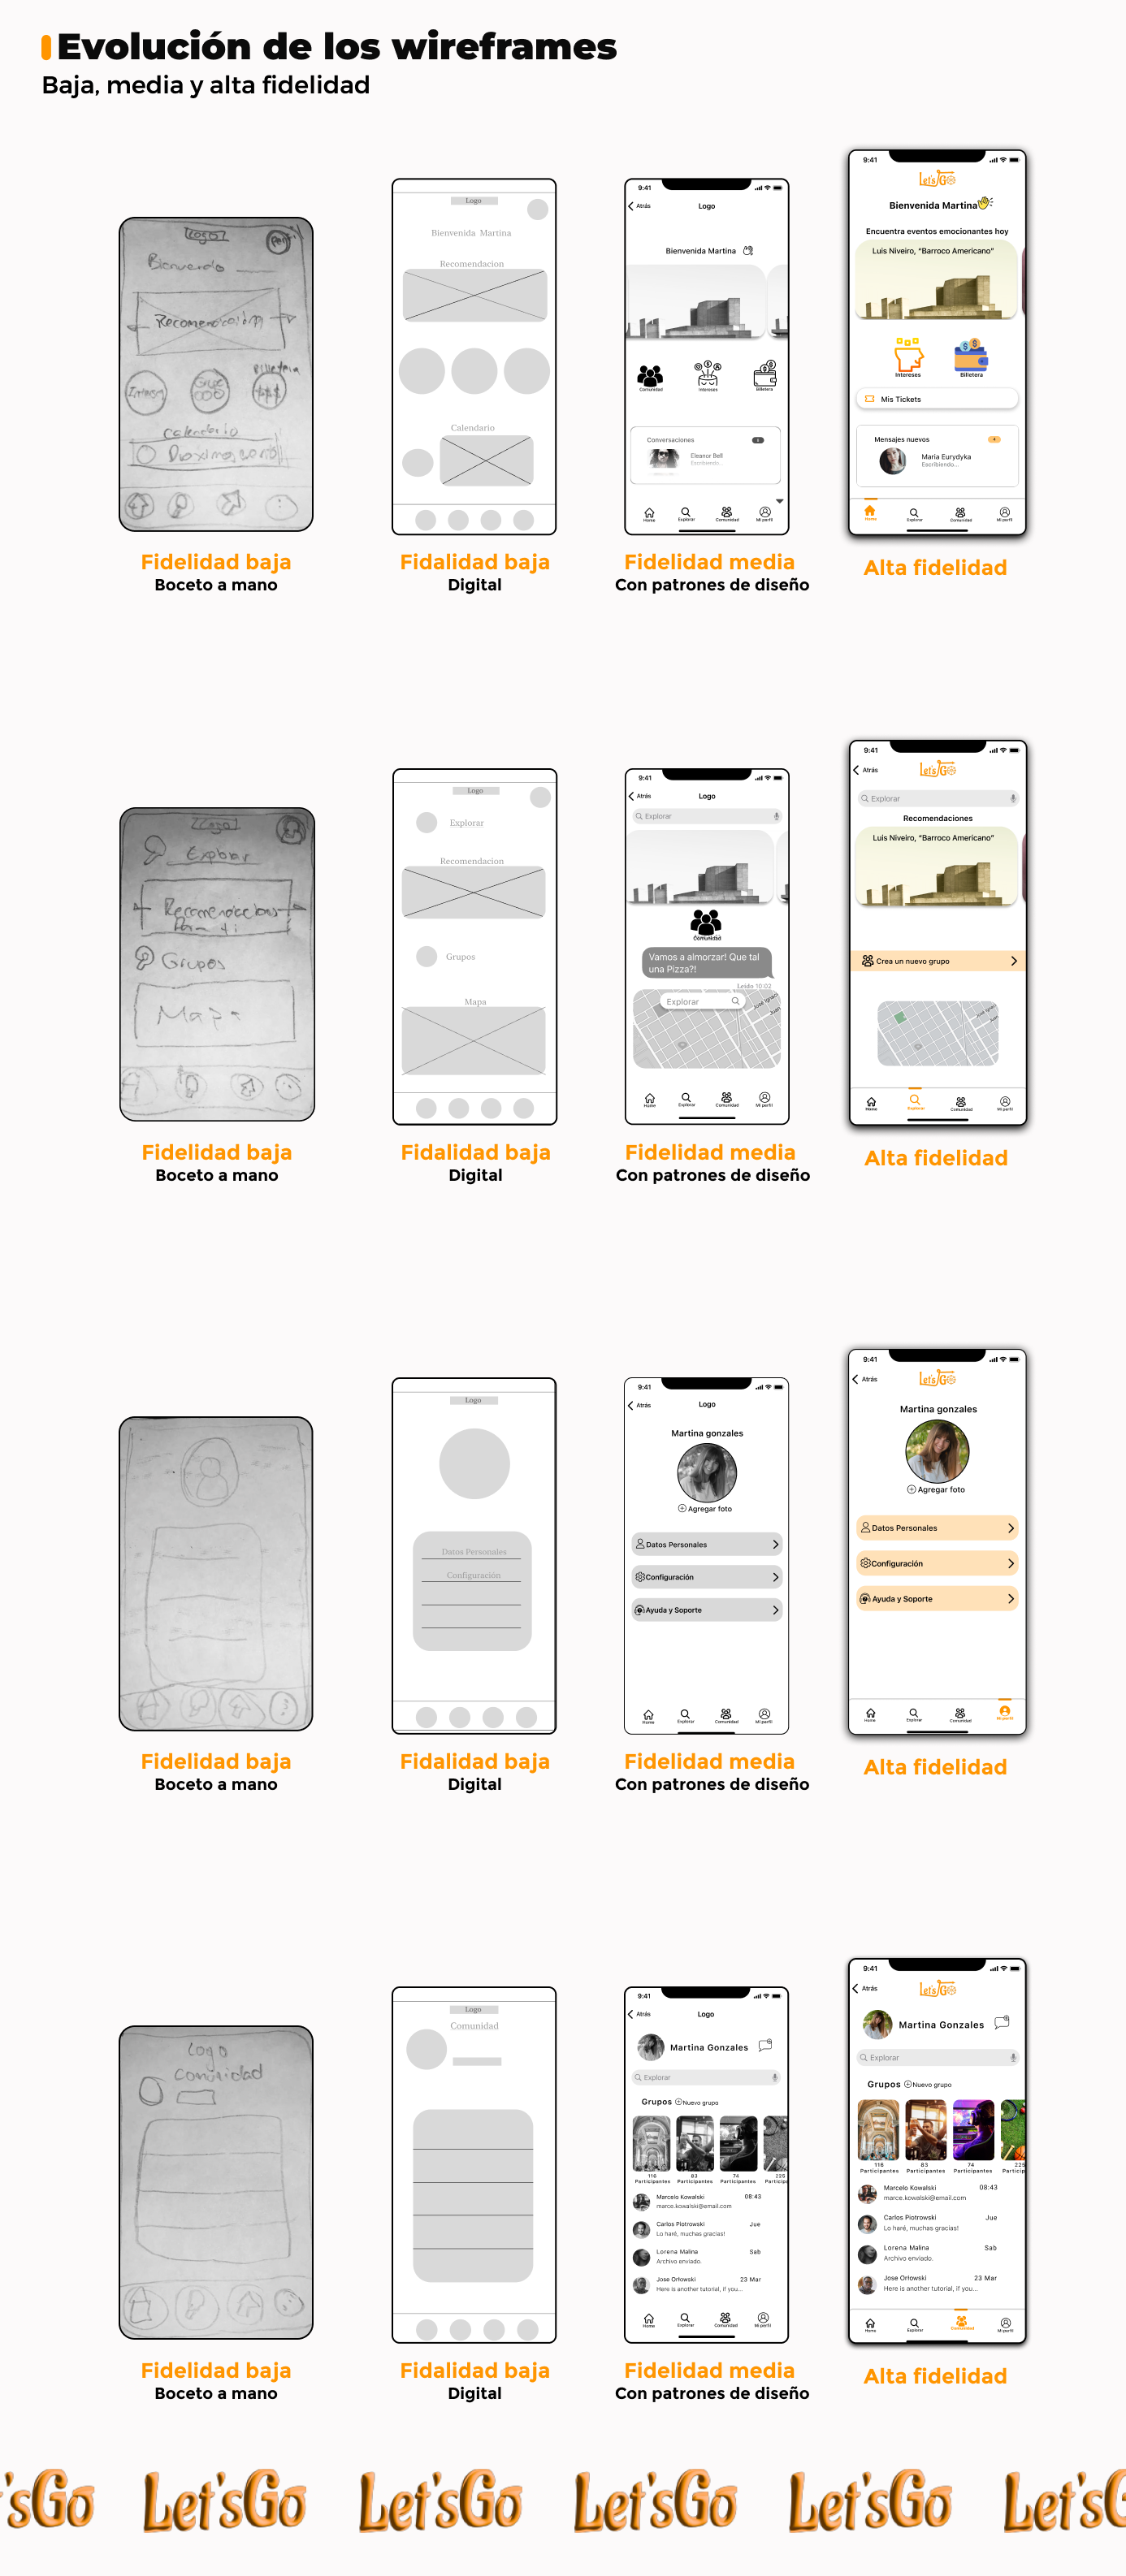 Evolución de los wireframes
Baja, media y alta fidelidad
Logo
Bienvenido
Recomendación
Calendario
Fidelidad baja
Boceto a mano
Logo
Bienvenida Martina
Recomendacion
Calendario
Fidalidad baja
Digital
9:41
Atrás
Logo
Bienvenida Martina
Comunidad
Intereses
Billetera
Conversaciones
Eleanor Bell
Escribiendo...
Home
Explorar
Comunidad
Mi perfil
Fidelidad media
Con patrones de diseño
9:41
Let's GO
Bienvenida Martina
Encuentra eventos emocionantes hoy
Luis Niveiro, "Barroco Americano"
Intereses
Billetera
Mis Tickets
Mensajes nuevos
Maria Eurydyka
Escribiendo...
Home
Explorar
Comunidad
Mi perfil
Alta fidelidad
Logo
Explorar
Grupos
Mapa
Fidelidad baja
Boceto a mano
Logo
Explorar
Recomendacion
Grupos
Mapa
Fidalidad baja
Digital
9:41
Atrás
Logo
Explorar
Comunidad
Vamos a almorzar! Que tal
una Pizza?!
Leído 10:02
Explorar
José Ignac
Juan
Home
Explorar
Comunidad
Mi perfil
Fidelidad media
Con patrones de diseño
9:41
Atrás
Let's GO
Explorar
Recomendaciones
Luis Niveiro, "Barroco Americano"
Crea un nuevo grupo
Home
Explorar
Comunidad
Mi perfil
Alta fidelidad
Fidelidad baja
Boceto a mano
Logo
Datos Personales
Configuración
Fidalidad baja
Digital
9:41
Atrás
Logo
Martina gonzales
Agregar foto
Datos Personales
Configuración
Ayuda y Soporte
Home
Explorar
Comunidad
Mi perfil
Fidelidad media
Con patrones de diseño
9:41
Atrás
Let's GO
Martina gonzales
Agregar foto
Datos Personales
Configuración
Ayuda y Soporte
Home
Explorar
Comunidad
Mi perfil
Alta fidelidad
Logo
Comunidad
Fidelidad baja
Boceto a mano
Logo
Comunidad
Fidalidad baja
Digital
9:41
Atrás
Logo
Martina Gonzales
Explorar
Grupos Nuevo grupo
116 83 74 225
Participantes Participantes Participantes Particip
Marcelo Kowalski 08:43
marce.kowalski@email.com
Carlos Piotrowski Jue
Lo haré, muchas gracias!
Lorena Malina Sab
Archivo enviado.
Jose Orłowski 23 Mar
Here is another tutorial, if you...
Home
Explorar
Comunidad
Mi perfil
Fidelidad media
Con patrones de diseño
9:41
Atrás
Let's GO
Martina Gonzales
Explorar
Grupos Nuevo grupo
116 83 74 225
Participantes Participantes Participantes Particip
Marcelo Kowalski 08:43
marce.kowalski@email.com
Carlos Piotrowski Jue
Lo haré, muchas gracias!
Lorena Malina Sab
Archivo enviado.
Jose Orłowski 23 Mar
Here is another tutorial, if you...
Home
Explorar
Comunidad
Mi perfil
Alta fidelidad
'sGo Let'sGo Let'sGo Let'sGo Let'sGo Let'sG